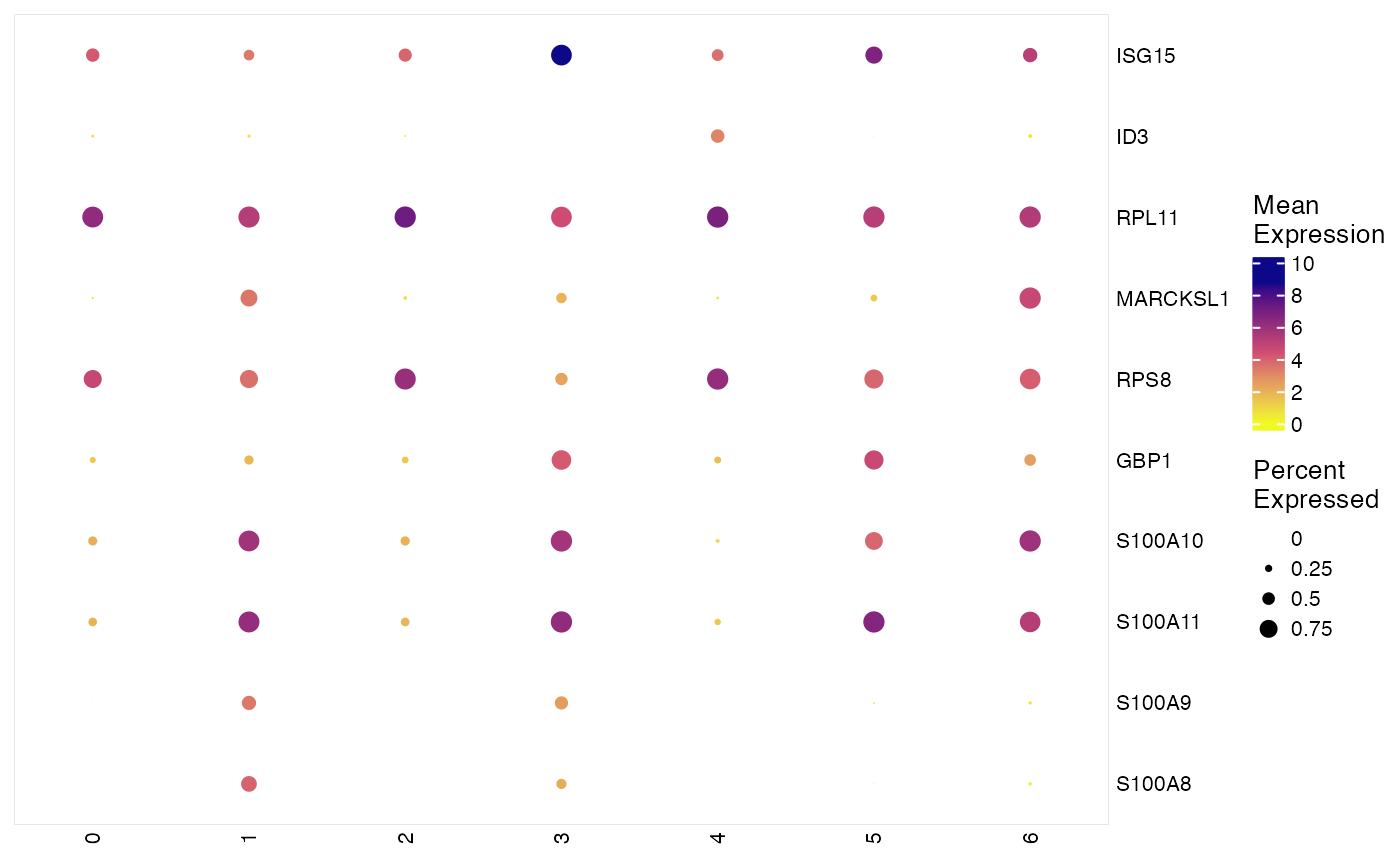 ISG15
ID3
RPL11
MARCKSL1
RPS8
GBP1
S100A10
S100A11
S100A9
S100A8
0 1 2 3 4 5 6
Mean
Expression
10
8
6
4
2
0
Percent
Expressed
0
0.25
0.5
0.75